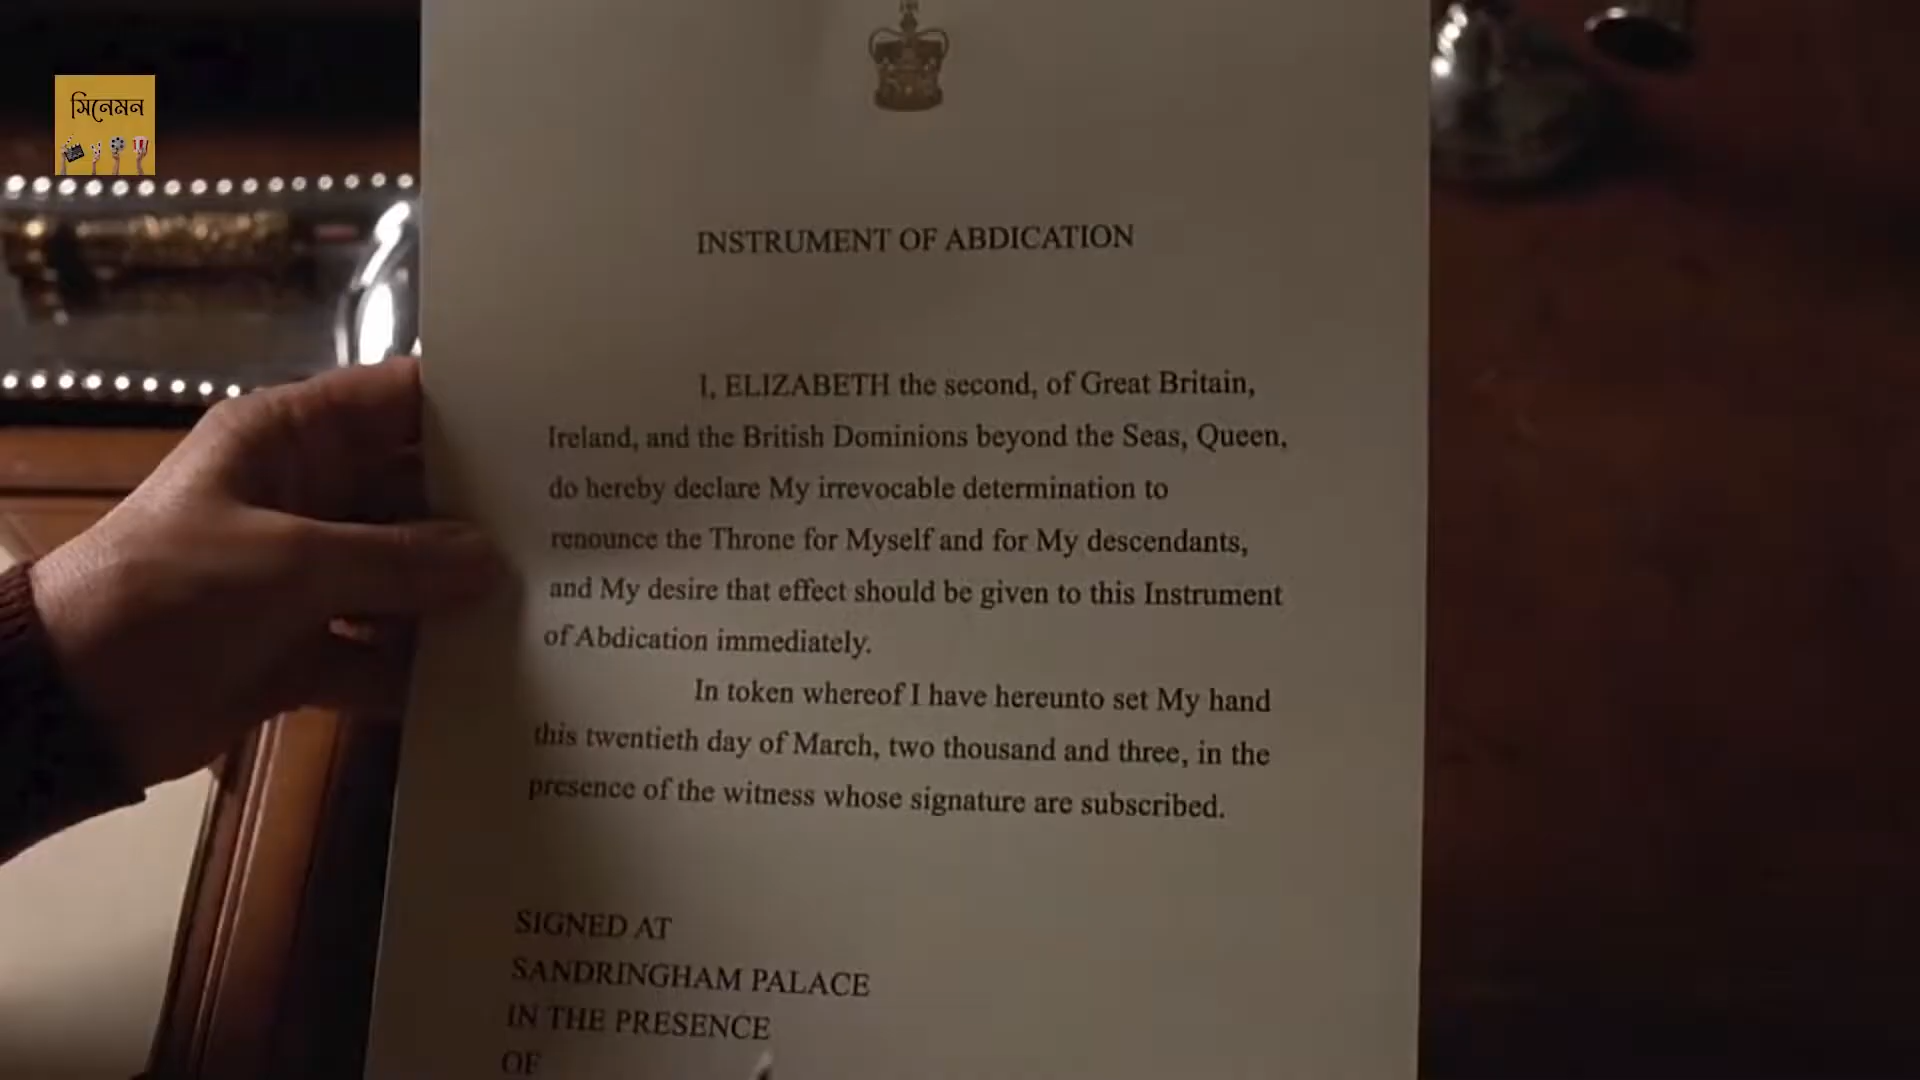 সিনেমন
INSTRUMENT OF ABDICATION
I, ELIZABETH the second, of Great Britain,
Ireland, and the British Dominions beyond the Seas, Queen,
do hereby declare My irrevocable determination to
renounce the Throne for Myself and for My descendants,
and My desire that effect should be given to this Instrument
of Abdication immediately.
In token whereof I have hereunto set My hand
this twentieth day of March, two thousand and three, in the
presence of the witness whose signature are subscribed.
SIGNED AT
SANDRINGHAM PALACE
IN THE PRESENCE
OF